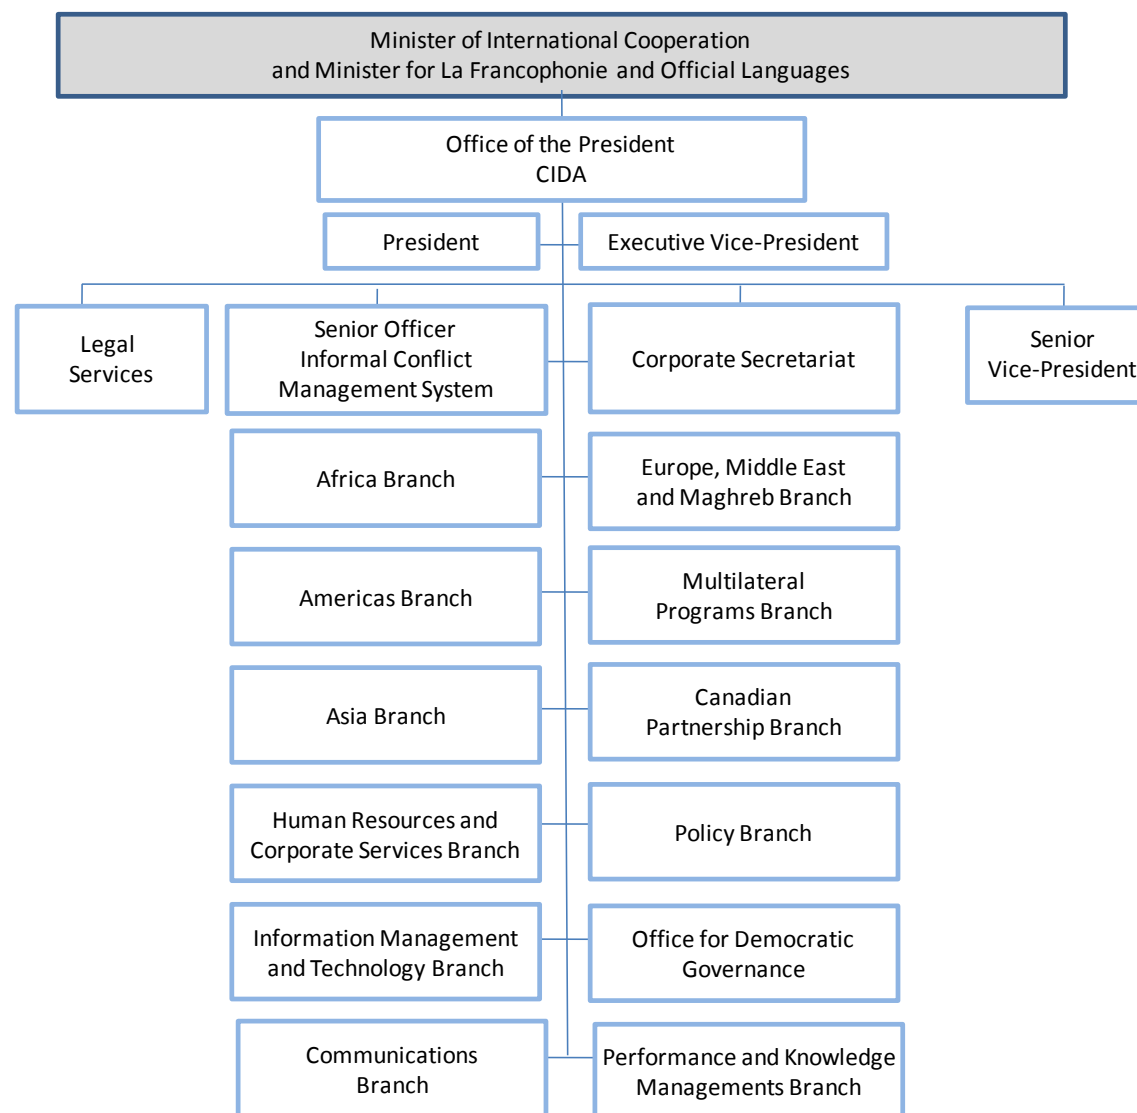 Minister of International Cooperation
and Minister for La Francophonie and Official Languages
Office of the President
CIDA
President
Executive Vice-President
Legal
Services
Senior Officer
Informal Conflict
Management System
Corporate Secretariat
Senior
Vice-President
Africa Branch
Europe, Middle East
and Maghreb Branch
Americas Branch
Multilateral
Programs Branch
Asia Branch
Canadian
Partnership Branch
Human Resources and
Corporate Services Branch
Policy Branch
Information Management
and Technology Branch
Office for Democratic
Governance
Communications
Branch
Performance and Knowledge
Managements Branch